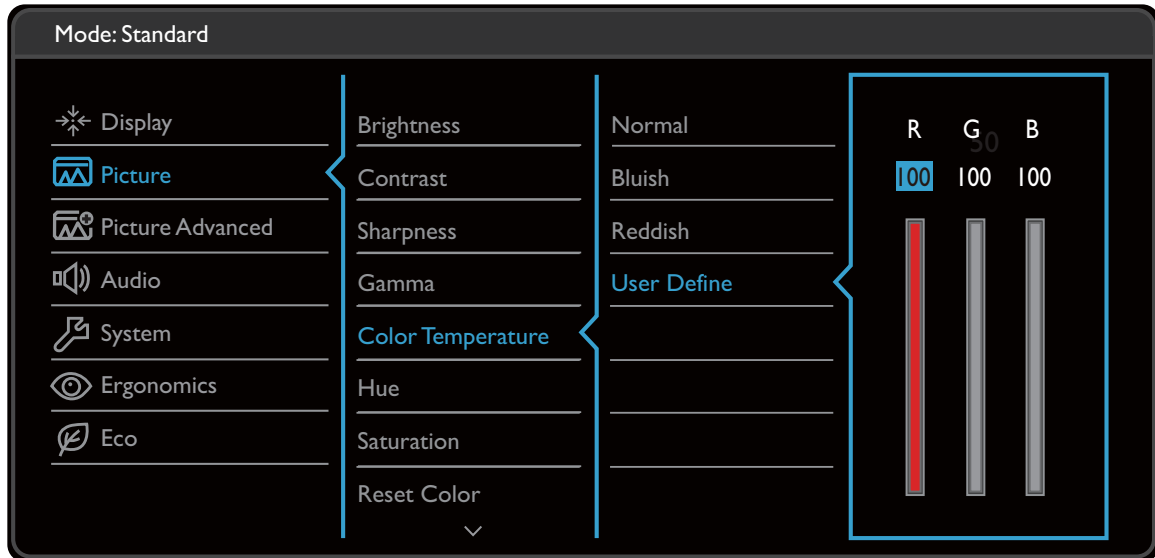 Mode: Standard
Display
Picture
Picture Advanced
Audio
System
Ergonomics
Eco
Brightness
Contrast
Sharpness
Gamma
Color Temperature
Hue
Saturation
Reset Color
Normal
Bluish
Reddish
User Define
R G B
50
100 100 100